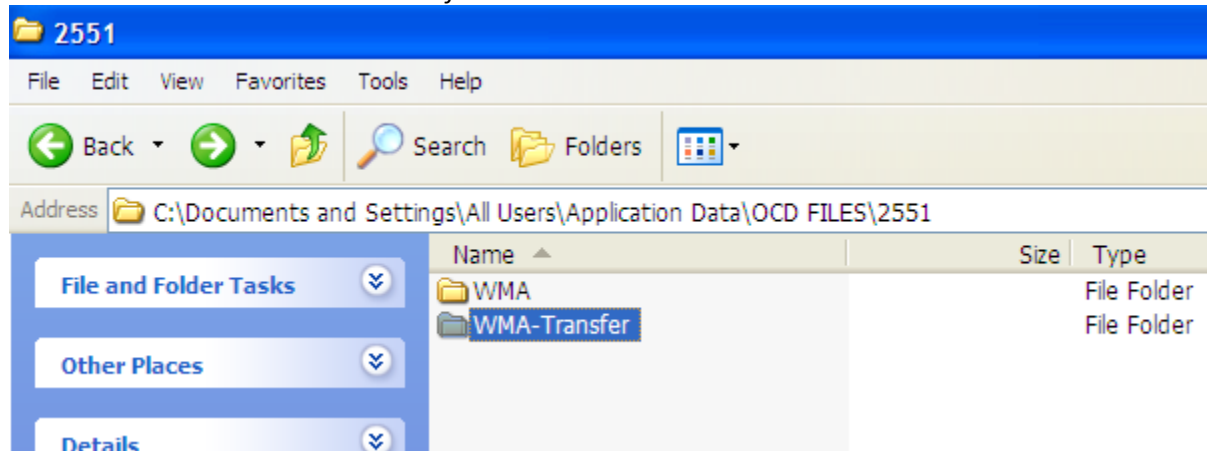 2551
File Edit View Favorites Tools Help
Back Search Folders
Address C:\Documents and Settings\All Users\Application Data\OCD FILES\2551
Name Size Type
File and Folder Tasks
WMA File Folder
WMA-Transfer File Folder
Other Places
Details